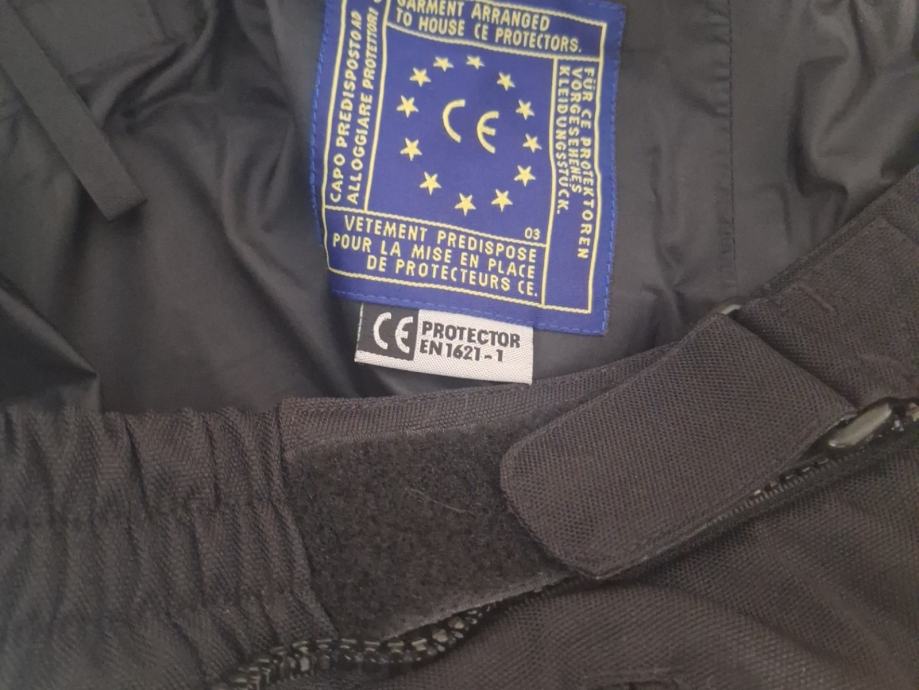 GARMENT ARRANGED
TO HOUSE CE PROTECTORS.
CAPO PREDISPOSTO AD
ALLOGGIARE PROTETTORI
FÜR CE PROTEKTOREN
VORGESEHENES
KLEIDUNGSSTÜCK.
CE
03
VETEMENT PREDISPOSE
POUR LA MISE EN PLACE
DE PROTECTEURS CE.
CE PROTECTOR
EN 1621-1